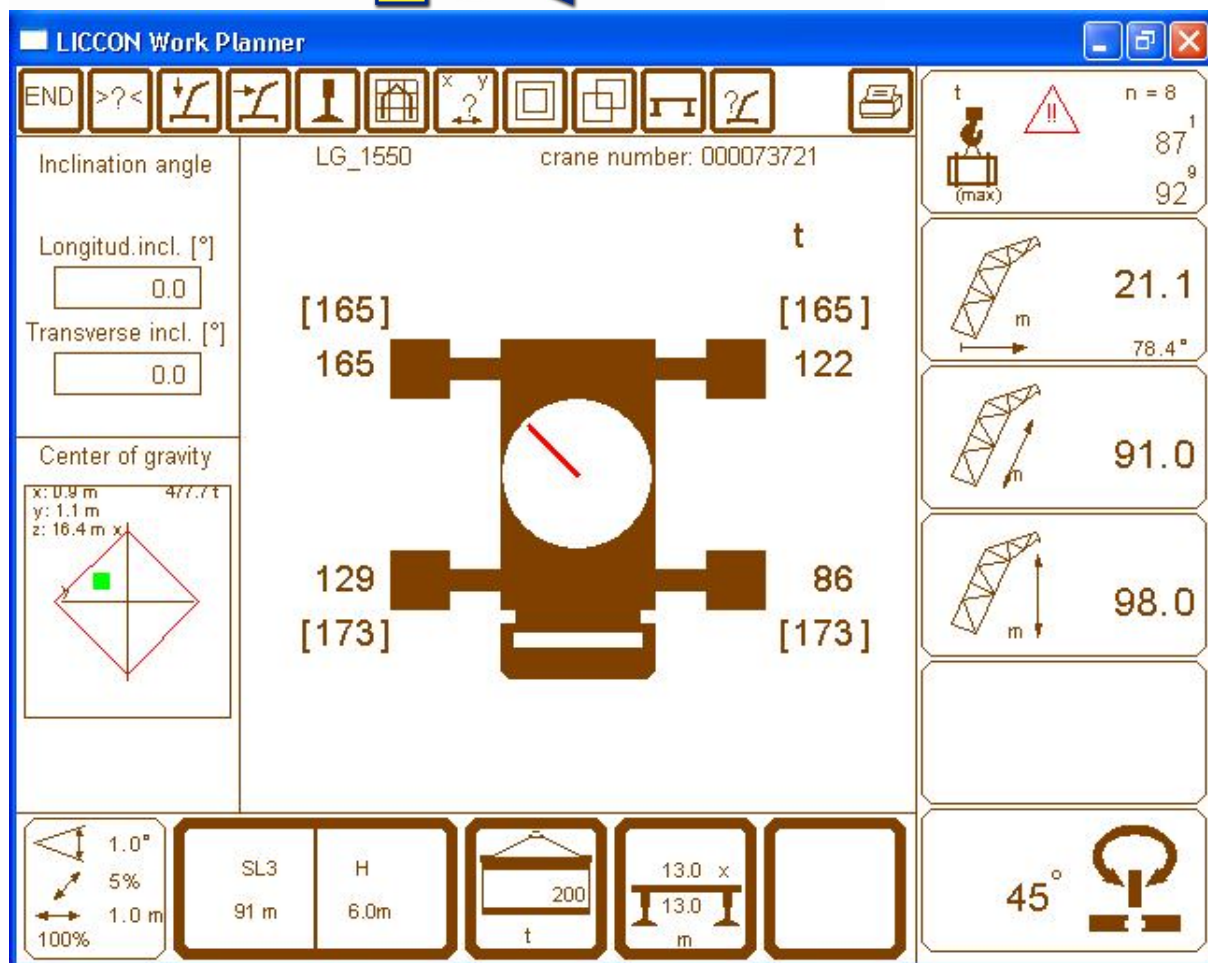 LICCON Work Planner
END >?< ? x y ?
LG_1550 crane number: 000073721
Inclination angle
Longitud.incl. [°]
0.0
Transverse incl. [°]
0.0
Center of gravity
x: 0.9 m 477.7 t
y: 1.1 m
z: 16.4 m x
y
t
[165] [165]
165 122
129 86
[173] [173]
t !! n = 8
87 1
92 9
(max)
21.1
m
78.4°
91.0
m
98.0
m
45°
1.0°
5%
1.0 m
100%
SL3 H
91 m 6.0m
200
t
13.0 x
13.0
m